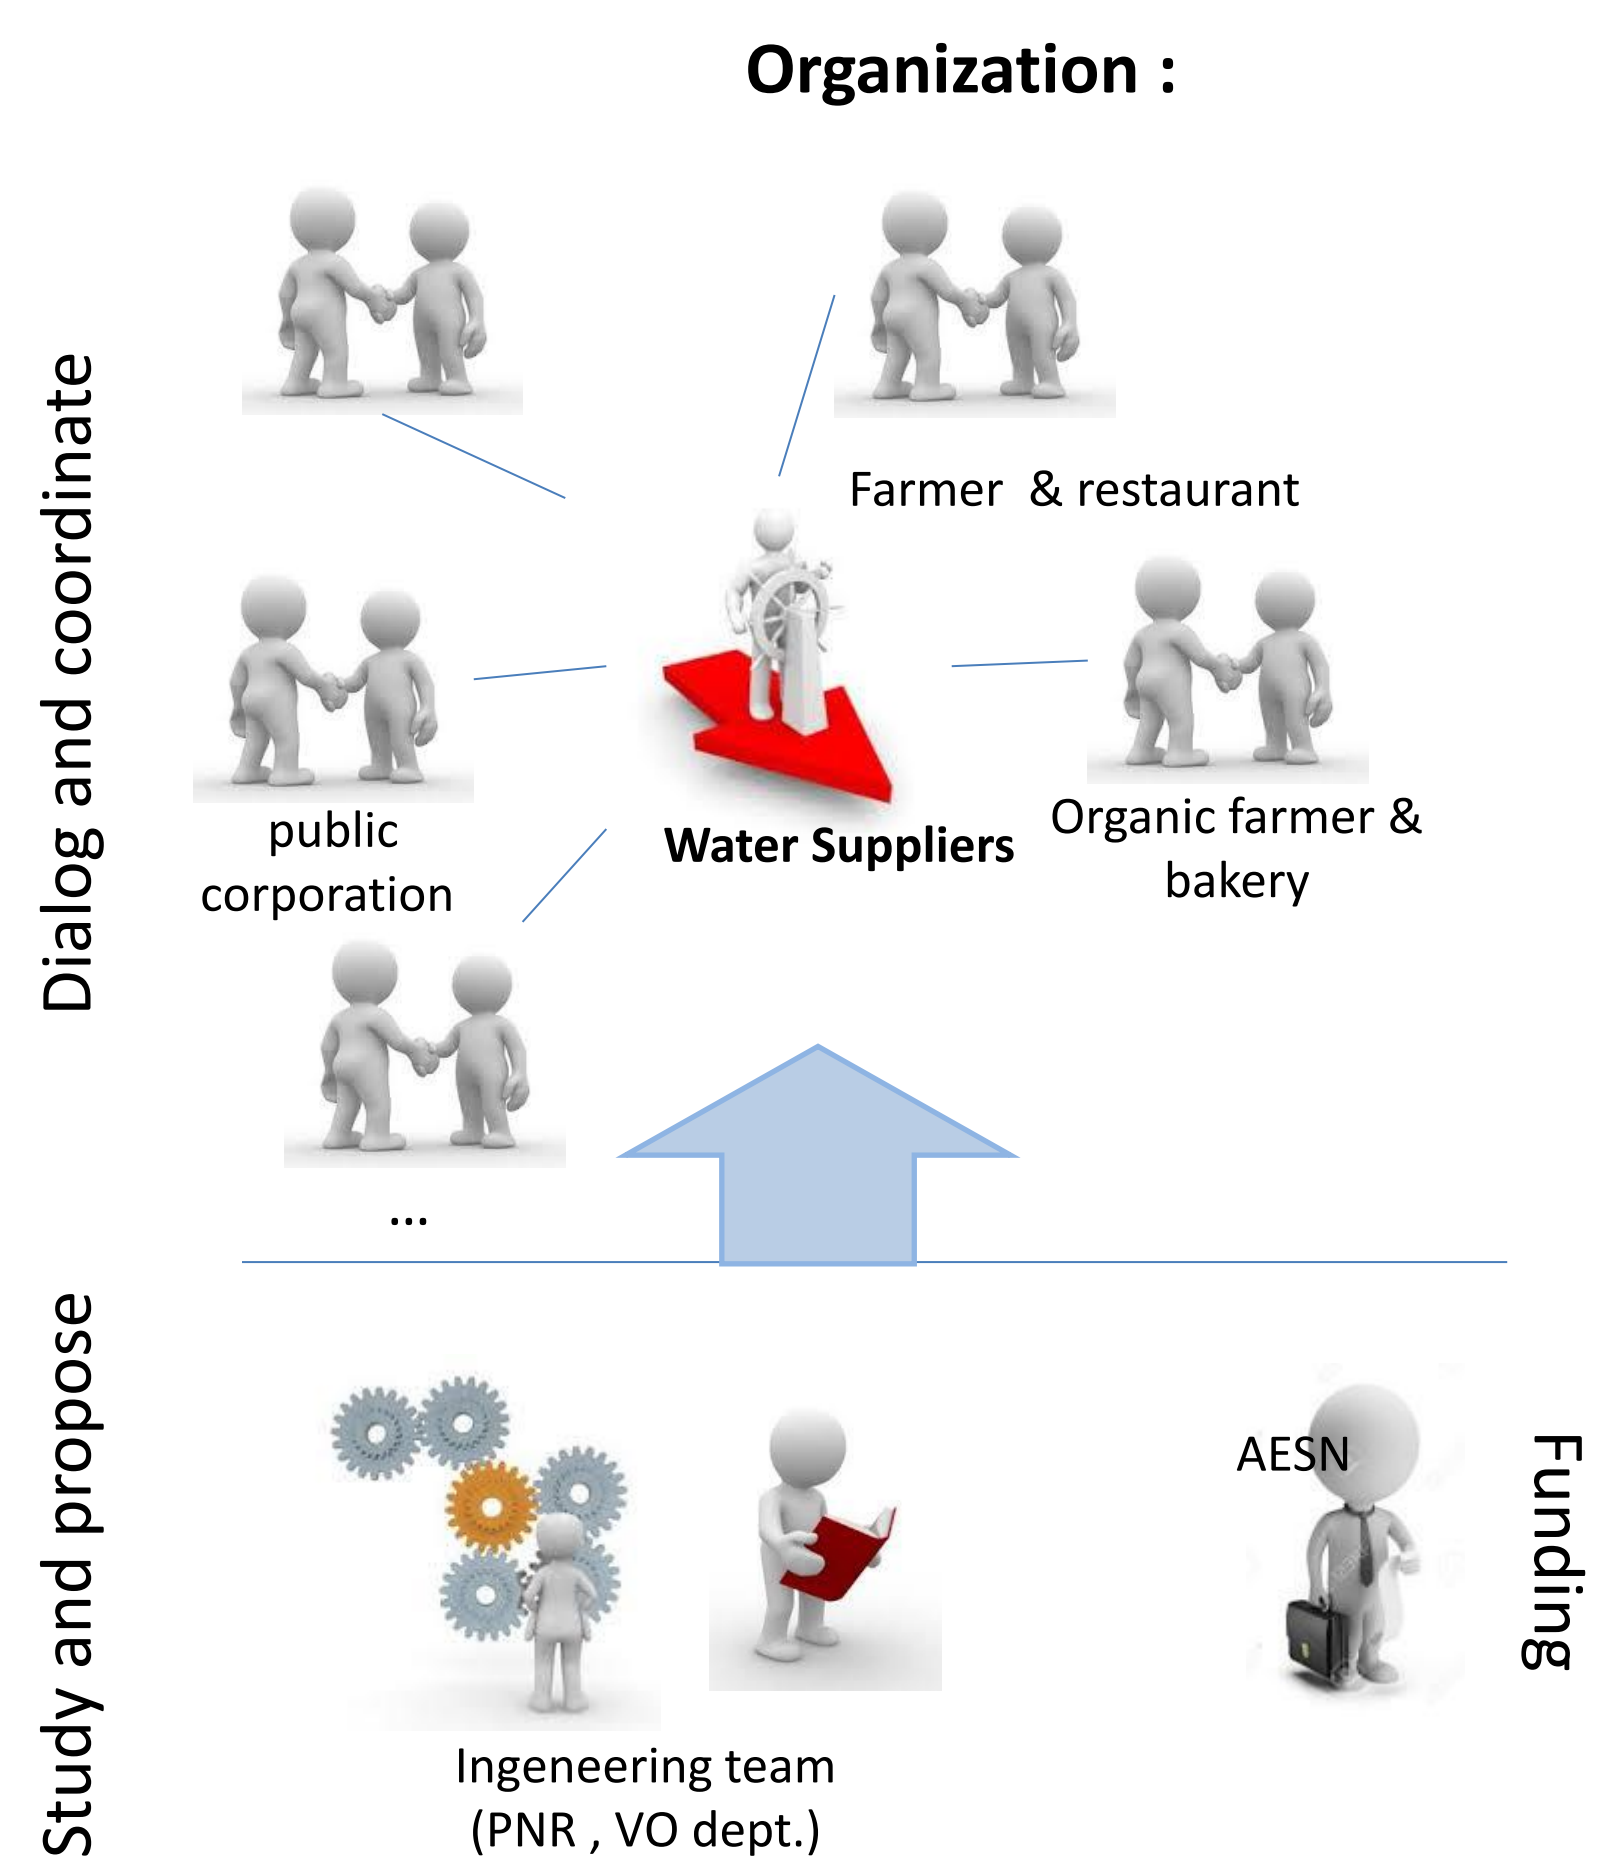 Organization :
Dialog and coordinate
Farmer  & restaurant
public
corporation
Water Suppliers
Organic farmer &
bakery
...
Study and propose
AESN
Funding
Ingeneering team
(PNR , VO dept.)